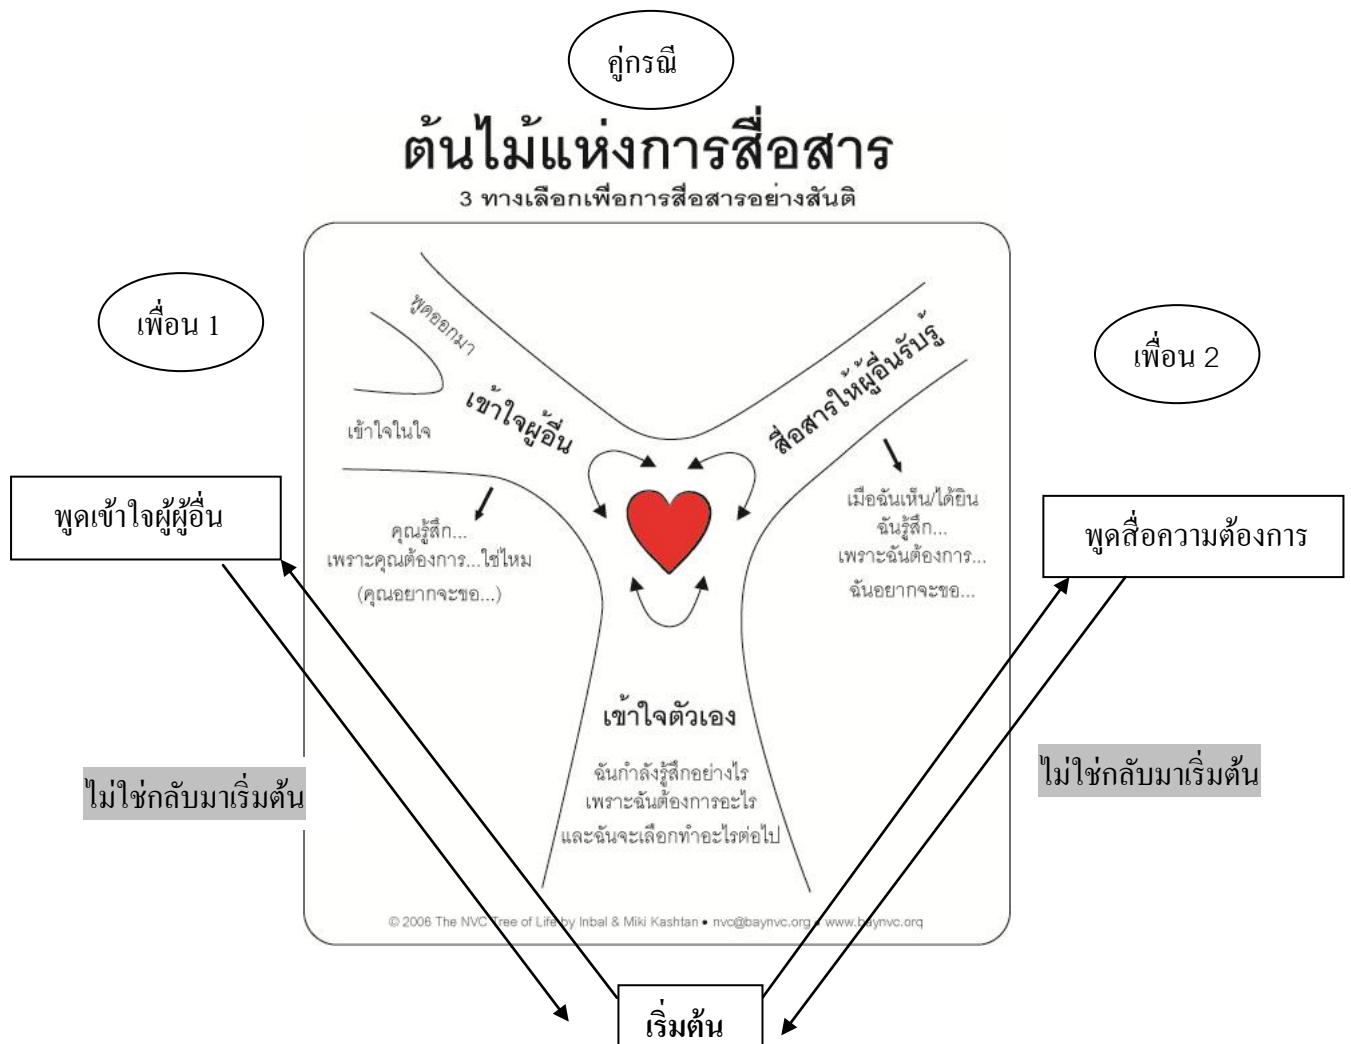 คู่กรณี
ต้นไม้แห่งการสื่อสาร
3 ทางเลือกเพื่อการสื่อสารอย่างสันติ
เพื่อน 1
เพื่อน 2
พูดออกมา
เข้าใจผู้อื่น
เข้าใจในใจ
สื่อสารให้ผู้อื่นรับรู้
พูดเข้าใจผู้ผู้อื่น
คุณรู้สึก...
เพราะคุณต้องการ...ใช่ไหม
(คุณอยากจะขอ...)
เมื่อฉันเห็น/ได้ยิน
ฉันรู้สึก...
เพราะฉันต้องการ...
ฉันอยากจะขอ...
พูดสื่อความต้องการ
เข้าใจตัวเอง
ฉันกำลังรู้สึกอย่างไร
เพราะฉันต้องการอะไร
และฉันจะเลือกทำอะไรต่อไป
ไม่ใช่กลับมาเริ่มต้น
ไม่ใช่กลับมาเริ่มต้น
© 2006 The NVC Tree of Life by Inbal & Miki Kashtan • nvc@baynvc.org • www.baynvc.org
เริ่มต้น